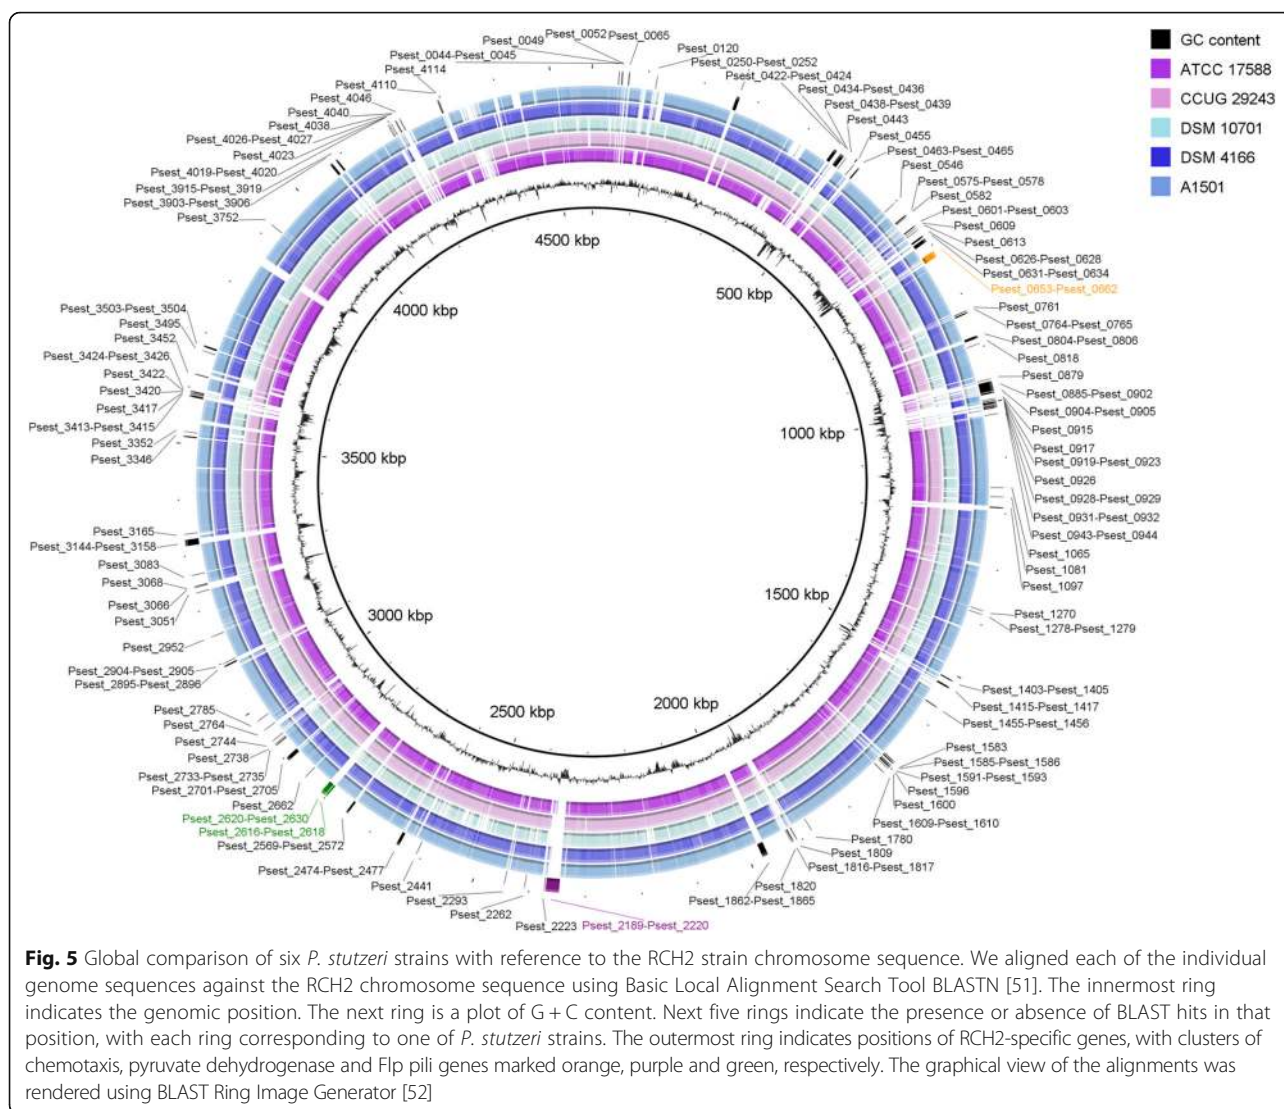 Psest_0052
Psest_0065
Psest_0049
Psest_0044-Psest_0045
Psest_4114
Psest_4110
Psest_4046
Psest_4040
Psest_4038
Psest_4026-Psest_4027
Psest_4023
Psest_4019-Psest_4020
Psest_3915-Psest_3919
Psest_3903-Psest_3906
Psest_3752
Psest_3503-Psest_3504
Psest_3495
Psest_3452
Psest_3424-Psest_3426
Psest_3422
Psest_3420
Psest_3417
Psest_3413-Psest_3415
Psest_3352
Psest_3346
Psest_3165
Psest_3144-Psest_3158
Psest_3083
Psest_3068
Psest_3066
Psest_3051
Psest_2952
Psest_2904-Psest_2905
Psest_2895-Psest_2896
Psest_2785
Psest_2764
Psest_2744
Psest_2738
Psest_2733-Psest_2735
Psest_2701-Psest_2705
Psest_2662
Psest_2620-Psest_2630
Psest_2616-Psest_2618
Psest_2569-Psest_2572
Psest_2474-Psest_2477
Psest_2441
Psest_2293
Psest_2262
Psest_2223
Psest_2189-Psest_2220
Psest_0120
Psest_0250-Psest_0252
Psest_0422-Psest_0424
Psest_0434-Psest_0436
Psest_0438-Psest_0439
Psest_0443
Psest_0455
Psest_0463-Psest_0465
Psest_0546
Psest_0575-Psest_0578
Psest_0582
Psest_0601-Psest_0603
Psest_0609
Psest_0613
Psest_0626-Psest_0628
Psest_0631-Psest_0634
Psest_0653-Psest_0662
Psest_0761
Psest_0764-Psest_0765
Psest_0804-Psest_0806
Psest_0818
Psest_0879
Psest_0885-Psest_0902
Psest_0904-Psest_0905
Psest_0915
Psest_0917
Psest_0919-Psest_0923
Psest_0926
Psest_0928-Psest_0929
Psest_0931-Psest_0932
Psest_0943-Psest_0944
Psest_1065
Psest_1081
Psest_1097
Psest_1270
Psest_1278-Psest_1279
Psest_1403-Psest_1405
Psest_1415-Psest_1417
Psest_1455-Psest_1456
Psest_1583
Psest_1585-Psest_1586
Psest_1591-Psest_1593
Psest_1596
Psest_1600
Psest_1609-Psest_1610
Psest_1780
Psest_1809
Psest_1816-Psest_1817
Psest_1820
Psest_1862-Psest_1865
4500 kbp
500 kbp
1000 kbp
1500 kbp
2000 kbp
2500 kbp
3000 kbp
3500 kbp
4000 kbp
GC content
ATCC 17588
CCUG 29243
DSM 10701
DSM 4166
A1501
Fig. 5 Global comparison of six P. stutzeri strains with reference to the RCH2 strain chromosome sequence. We aligned each of the individual
genome sequences against the RCH2 chromosome sequence using Basic Local Alignment Search Tool BLASTN [51]. The innermost ring
indicates the genomic position. The next ring is a plot of G + C content. Next five rings indicate the presence or absence of BLAST hits in that
position, with each ring corresponding to one of P. stutzeri strains. The outermost ring indicates positions of RCH2-specific genes, with clusters of
chemotaxis, pyruvate dehydrogenase and Flp pili genes marked orange, purple and green, respectively. The graphical view of the alignments was
rendered using BLAST Ring Image Generator [52]